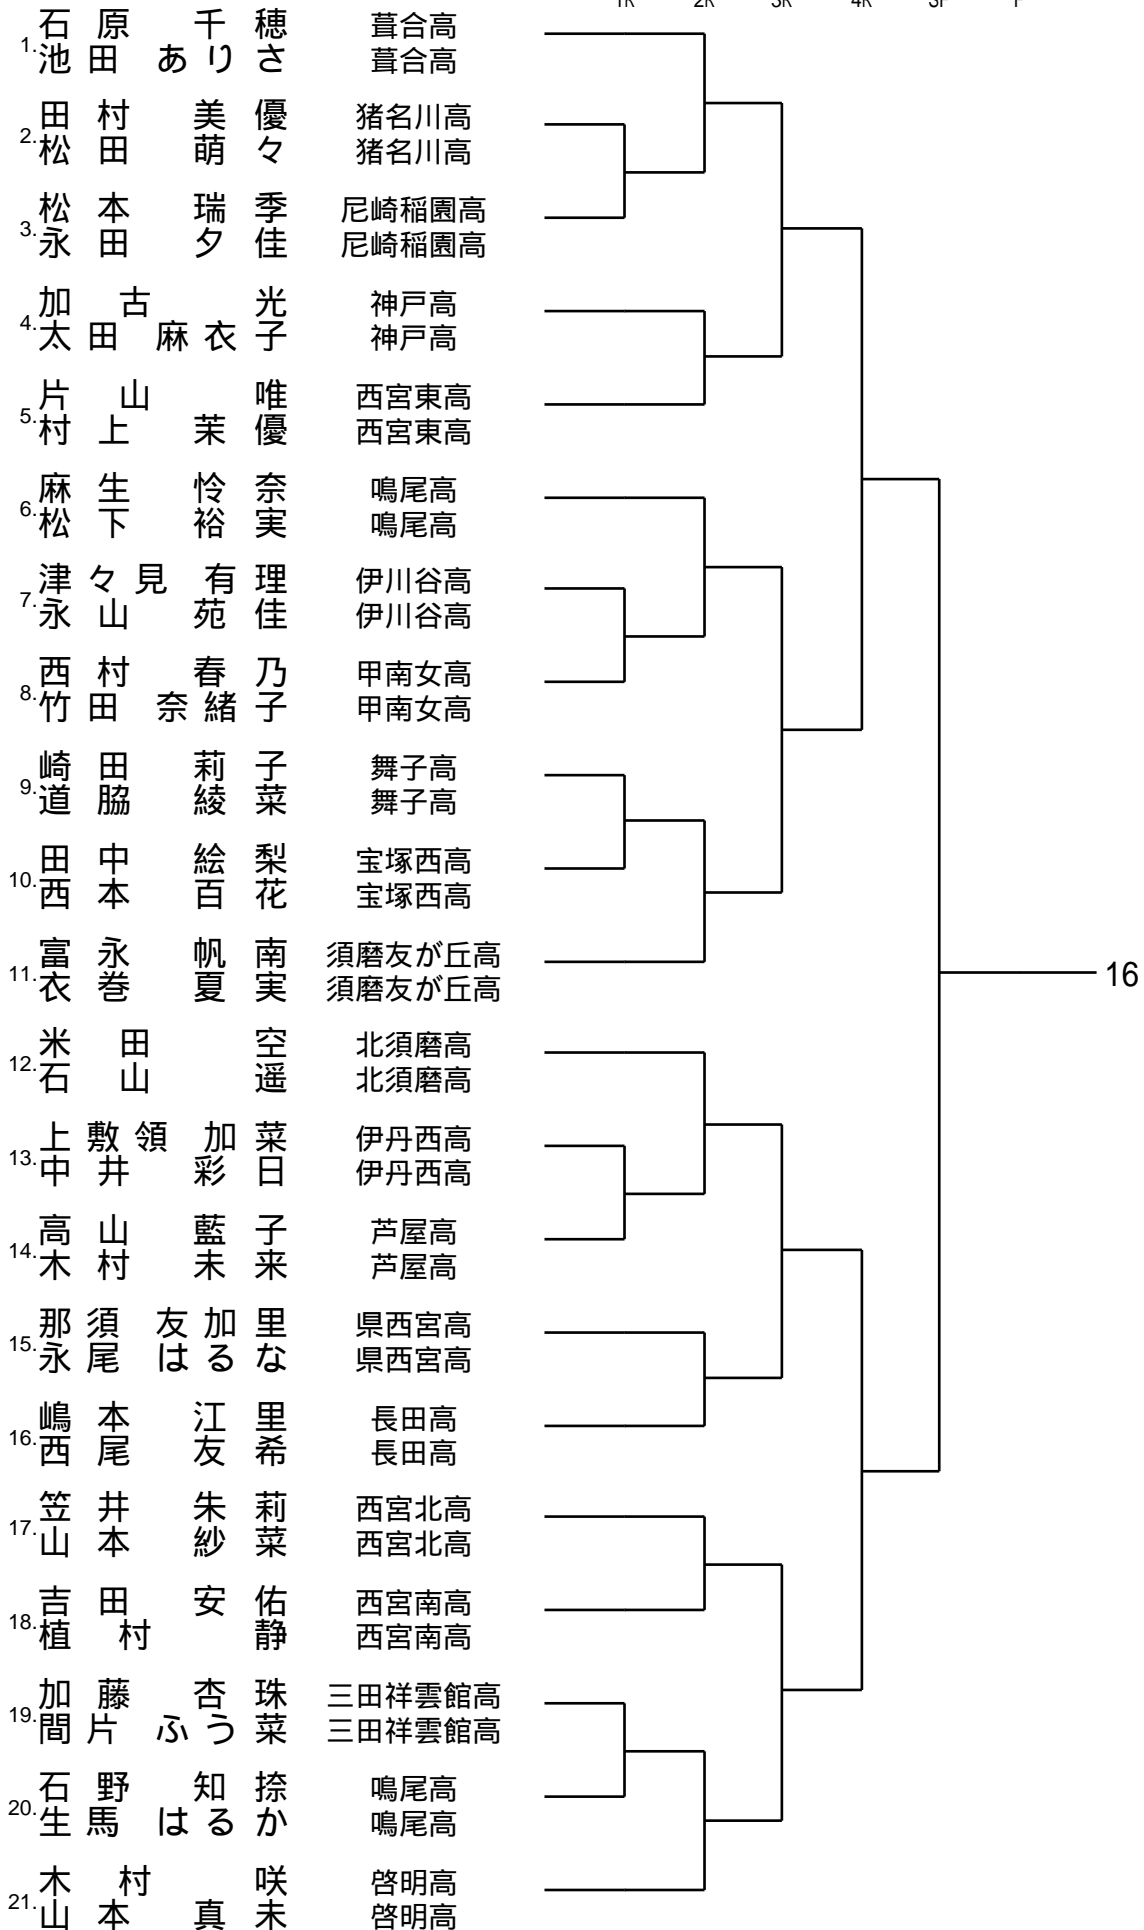 1R 2R 3R 4R SF F
1. 石原 千穂 葺合高
池田 ありさ 葺合高
2. 田村 美優 猪名川高
松田 萌々 猪名川高
3. 松本 瑞季 尼崎稲園高
永田 夕佳 尼崎稲園高
4. 加古 光 神戸高
太田 麻衣子 神戸高
5. 片山 唯 西宮東高
村上 茉優 西宮東高
6. 麻生 怜奈 鳴尾高
松下 裕実 鳴尾高
7. 津々見 有理 伊川谷高
永山 苑佳 伊川谷高
8. 西村 春乃 甲南女高
竹田 奈緒子 甲南女高
9. 崎田 莉子 舞子高
道脇 綾菜 舞子高
10. 田中 絵梨 宝塚西高
西本 百花 宝塚西高
11. 富永 帆南 須磨友が丘高
衣巻 夏実 須磨友が丘高
16
12. 米田 空 北須磨高
石山 遥 北須磨高
13. 上敷領 加菜 伊丹西高
中井 彩日 伊丹西高
14. 高山 藍子 芦屋高
木村 未来 芦屋高
15. 那須 友加里 県西宮高
永尾 はるな 県西宮高
16. 嶋本 江里 長田高
西尾 友希 長田高
17. 笠井 朱莉 西宮北高
山本 紗菜 西宮北高
18. 吉田 安佑 西宮南高
植村 静 西宮南高
19. 加藤 杏珠 三田祥雲館高
間片 ふう菜 三田祥雲館高
20. 石野 知捺 鳴尾高
生馬 はるか 鳴尾高
21. 木村 咲 啓明高
山本 真未 啓明高